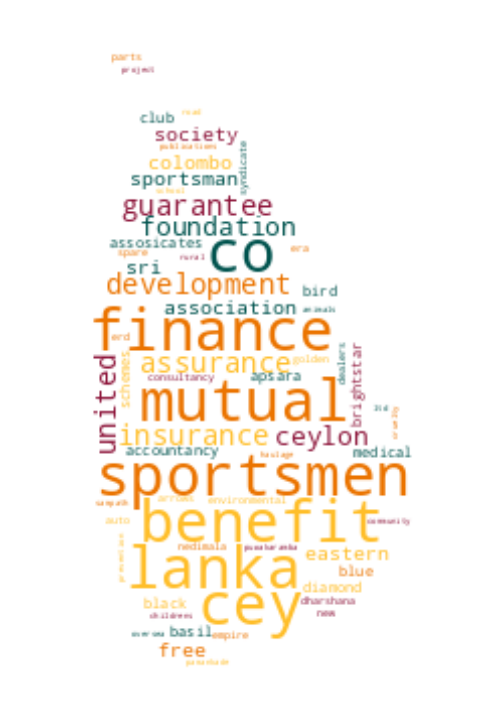 parts
project
club road
society
publications
colombo syndicate
sportsman
school
guarantee
foundation
assosicates co era
spare rural
sri
development bird
association animals
finance
erd
assurance golden dealers
united schemes consultancy apsara brightstar
mutual ltd
insurance ceylon
accountancy haulage medical
sportsmen
sampath arrows environmental
benefit
auto community
nedimala
lanka eastern
blue
diamond
cey dharshana
black new
childrens
basil empire
free